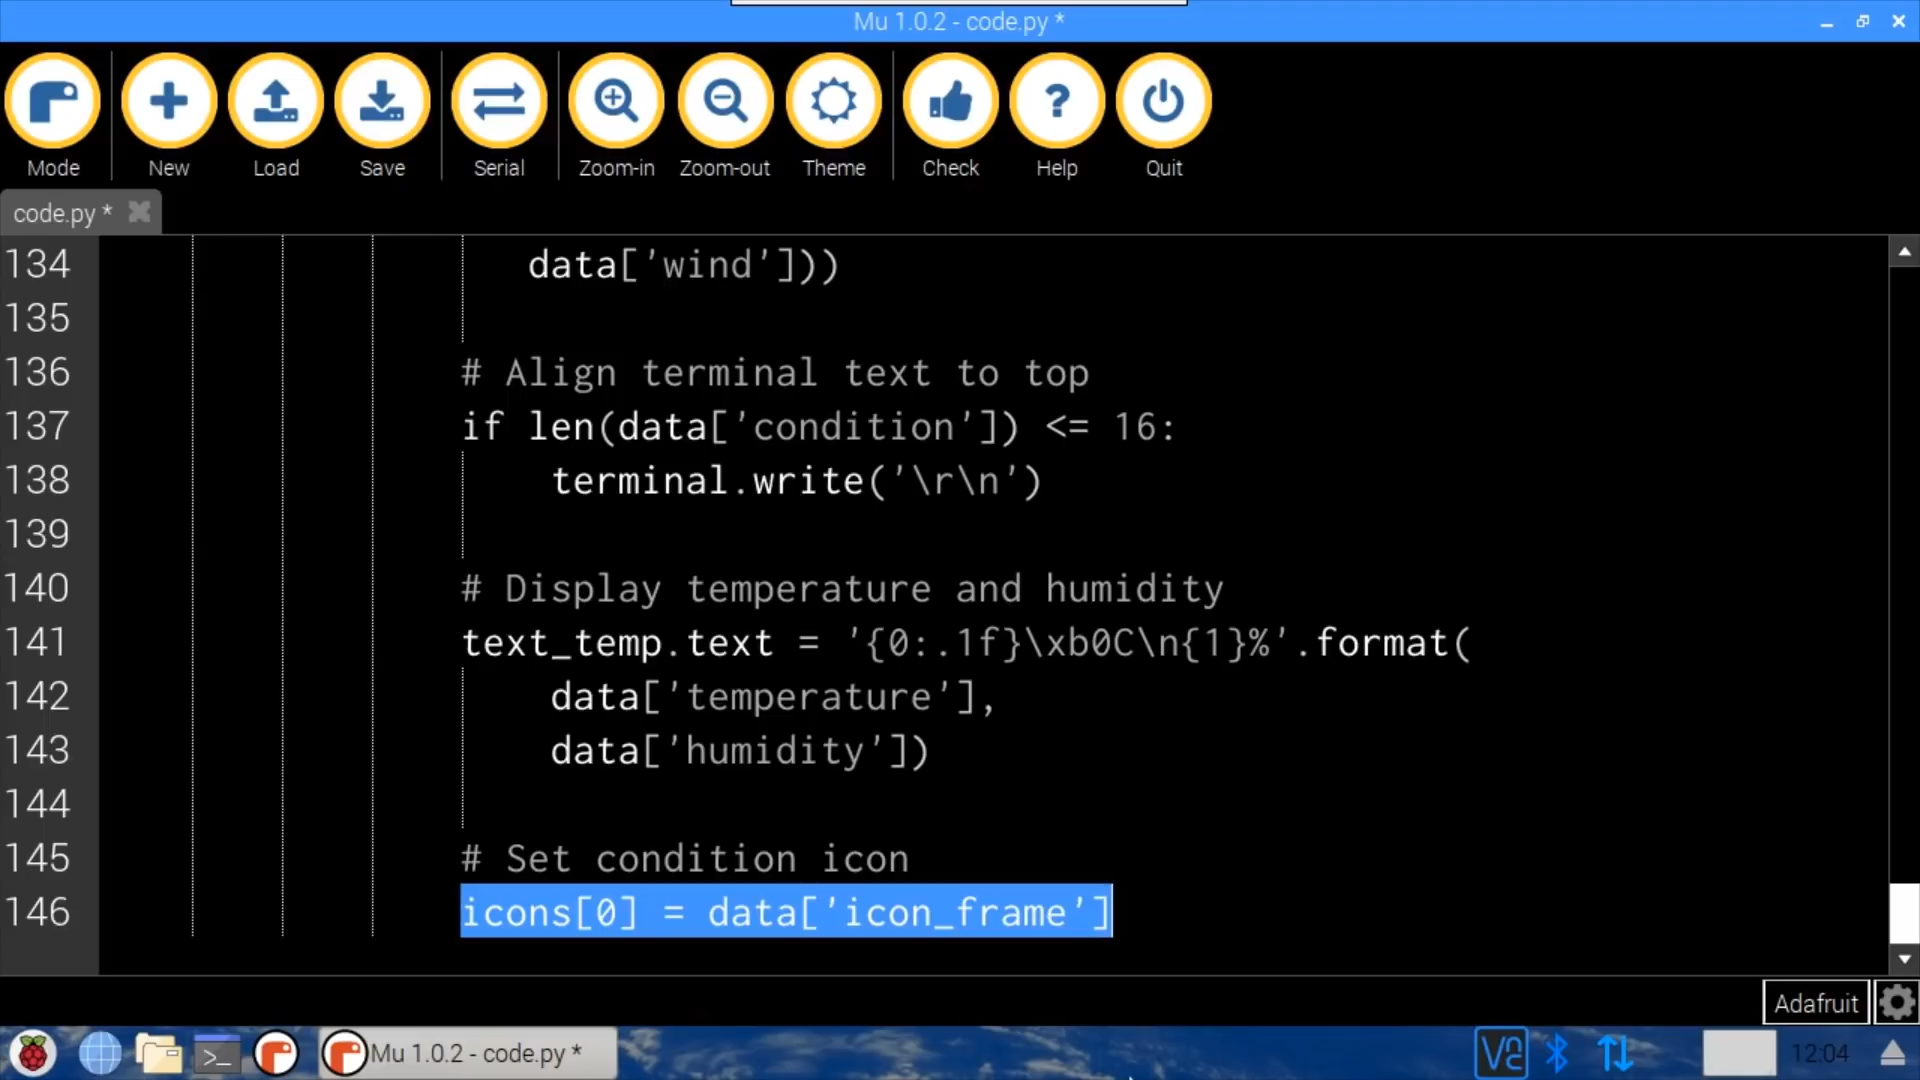 Mu 1.0.2 - code.py *
Mode
New
Load
Save
Serial
Zoom-in
Zoom-out
Theme
Check
Help
Quit
code.py *
134 data['wind']))
135
136 # Align terminal text to top
137 if len(data['condition']) <= 16:
138 terminal.write('\r\n')
139
140 # Display temperature and humidity
141 text_temp.text = '{0:.1f}\xb0C\n{1}%'.format(
142 data['temperature'],
143 data['humidity'])
144
145 # Set condition icon
146 icons[0] = data['icon_frame']
Adafruit
Mu 1.0.2 - code.py *
12:04